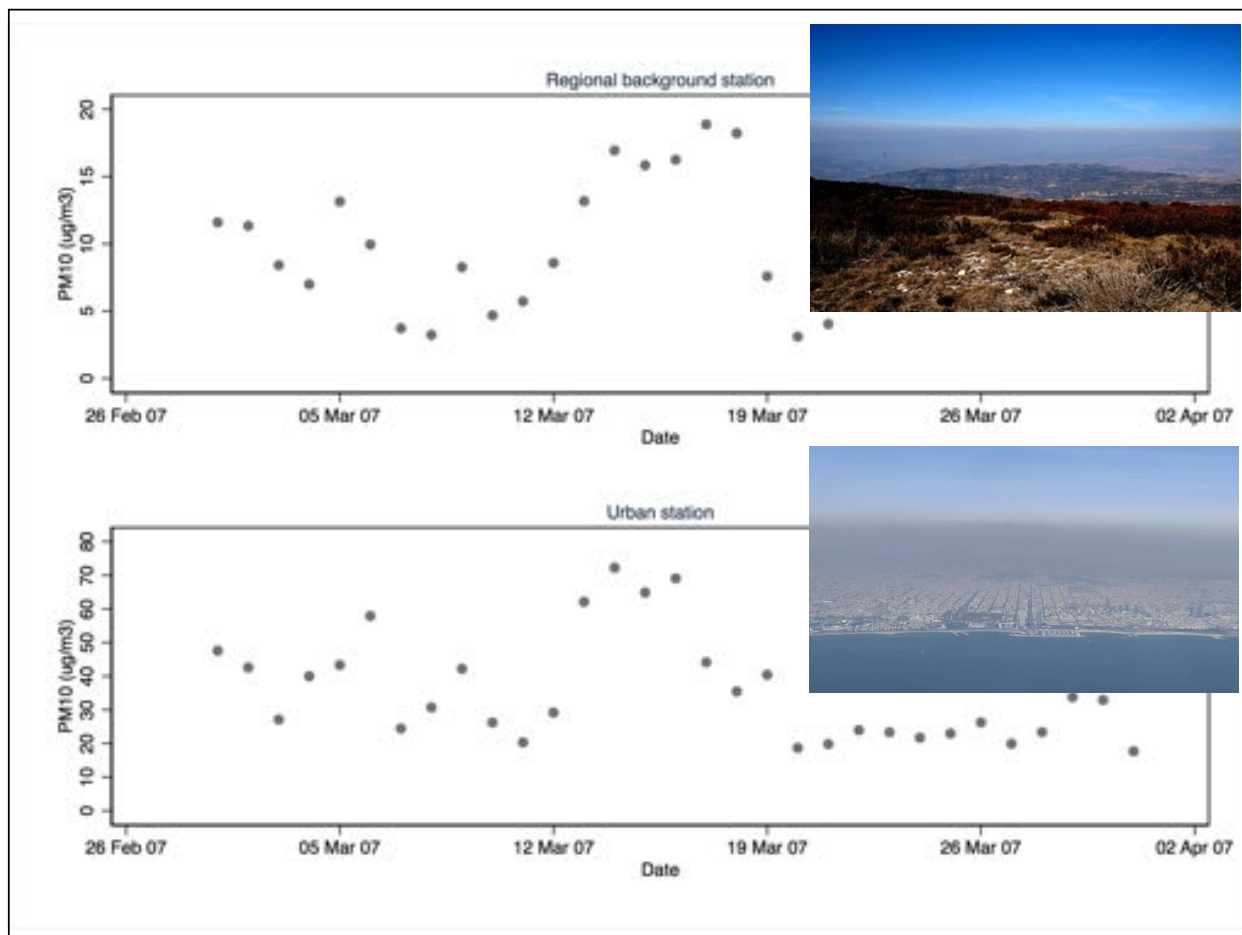 Regional background station
20
15
10
5
0
PM10 (ug/m3)
26 Feb 07 05 Mar 07 12 Mar 07 19 Mar 07 26 Mar 07 02 Apr 07
Date
Urban station
80
70
60
50
40
30
20
10
0
PM10 (ug/m3)
26 Feb 07 05 Mar 07 12 Mar 07 19 Mar 07 26 Mar 07 02 Apr 07
Date